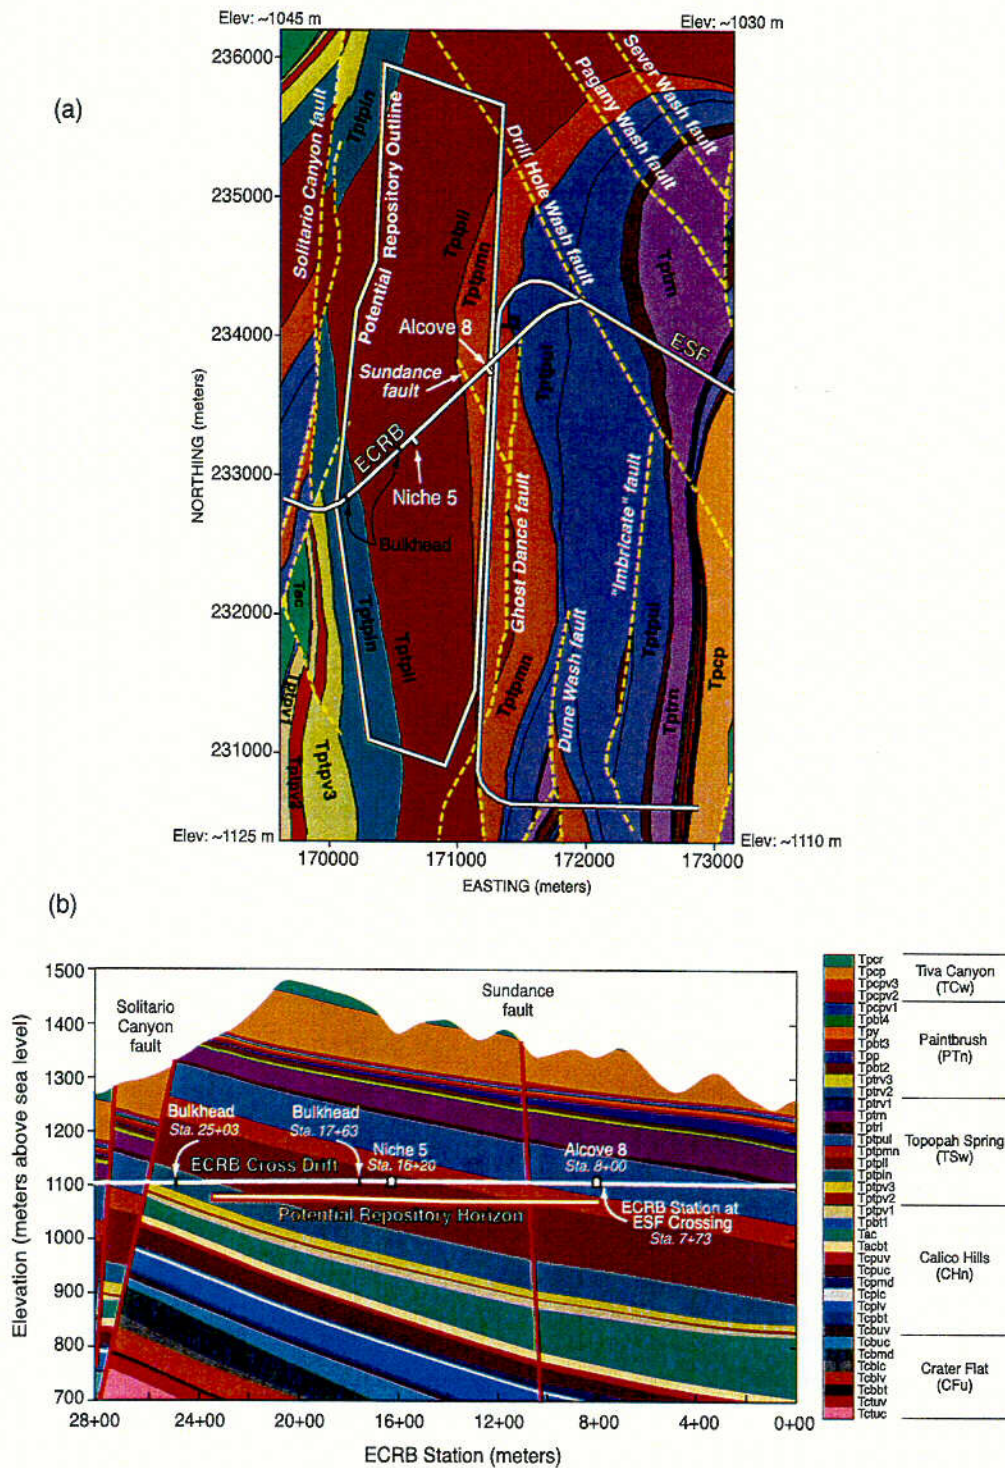 (a)
Elev: ~1045 m
Elev: ~1030 m
236000
235000
234000
233000
232000
231000
NORTHING (meters)
Solitario Canyon fault
Tptpln
Potential Repository Outline
Tptpll
Tptpmn
Drill Hole Wash fault
Pagany Wash fault
Sever Wash fault
Tptrn
Alcove 8
Sundance fault
ECRB
ESF
Tptpul
Niche 5
Bulkhead
Ghost Dance fault
"Imbricate" fault
Dune Wash fault
Tac
Tptpv1
Tptpv2
Tptpv3
Tptpln
Tptpll
Tptpmn
Tptpul
Tptrn
Tpcp
Elev: ~1125 m
Elev: ~1110 m
170000
171000
172000
173000
EASTING (meters)
(b)
1500
1400
1300
1200
1100
1000
900
800
700
Elevation (meters above sea level)
Solitario
Canyon
fault
Sundance
fault
Bulkhead
Sta. 25+03
Bulkhead
Sta. 17+63
Niche 5
Sta. 16+20
Alcove 8
Sta. 8+00
ECRB Cross Drift
Potential Repository Horizon
ECRB Station at
ESF Crossing
Sta. 7+73
28+00
24+00
20+00
16+00
12+00
8+00
4+00
0+00
ECRB Station (meters)
Tpcr
Tpcp
Tpcpv3
Tpcpv2
Tpcpv1
Tpbt4
Tpy
Tpbt3
Tpp
Tpbt2
Tptrv3
Tptrv2
Tptrv1
Tptrn
Tptrl
Tptpul
Tptpmn
Tptpll
Tptpln
Tptpv3
Tptpv2
Tptpv1
Tpbt1
Tac
Tacbt
Tcpuv
Tcpuc
Tcpmd
Tcplc
Tcplv
Tcpbt
Tcbuv
Tcbuc
Tcbmd
Tcblc
Tcblv
Tcbbt
Tctuv
Tctuc
Tiva Canyon
(TCw)
Paintbrush
(PTn)
Topopah Spring
(TSw)
Calico Hills
(CHn)
Crater Flat
(CFu)